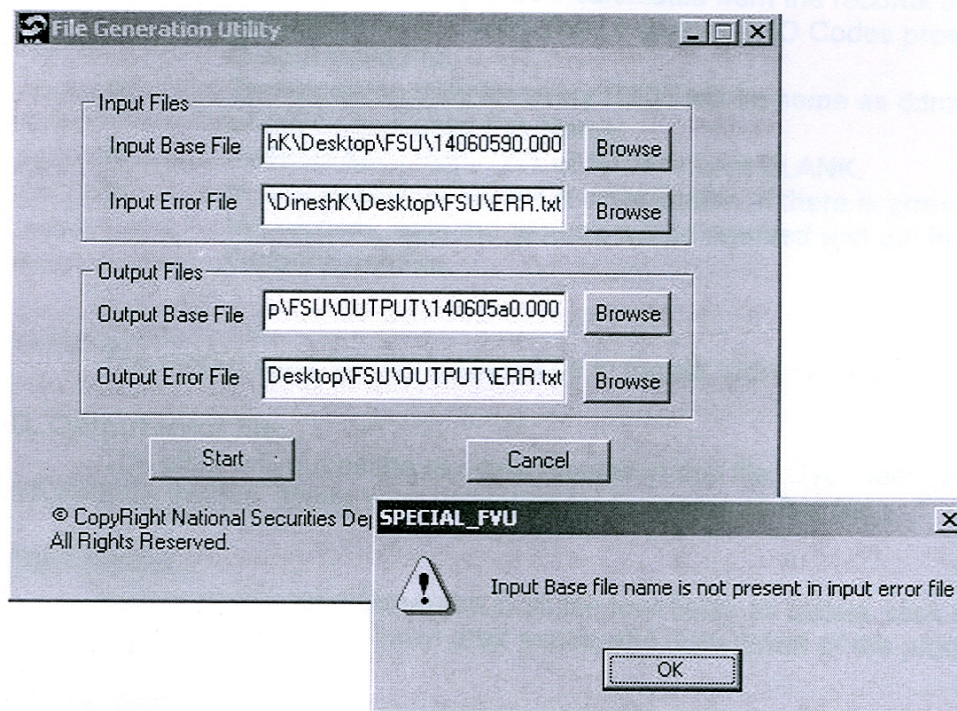 File Generation Utility
Input Files
Input Base File hK\Desktop\FSU\14060590.000 Browse
Input Error File \DineshK\Desktop\FSU\ERR.txt Browse
Output Files
Output Base File p\FSU\OUTPUT\140605a0.000 Browse
Output Error File Desktop\FSU\OUTPUT\ERR.txt Browse
Start Cancel
© CopyRight National Securities Dep
All Rights Reserved.
SPECIAL_FVU
Input Base file name is not present in input error file
OK